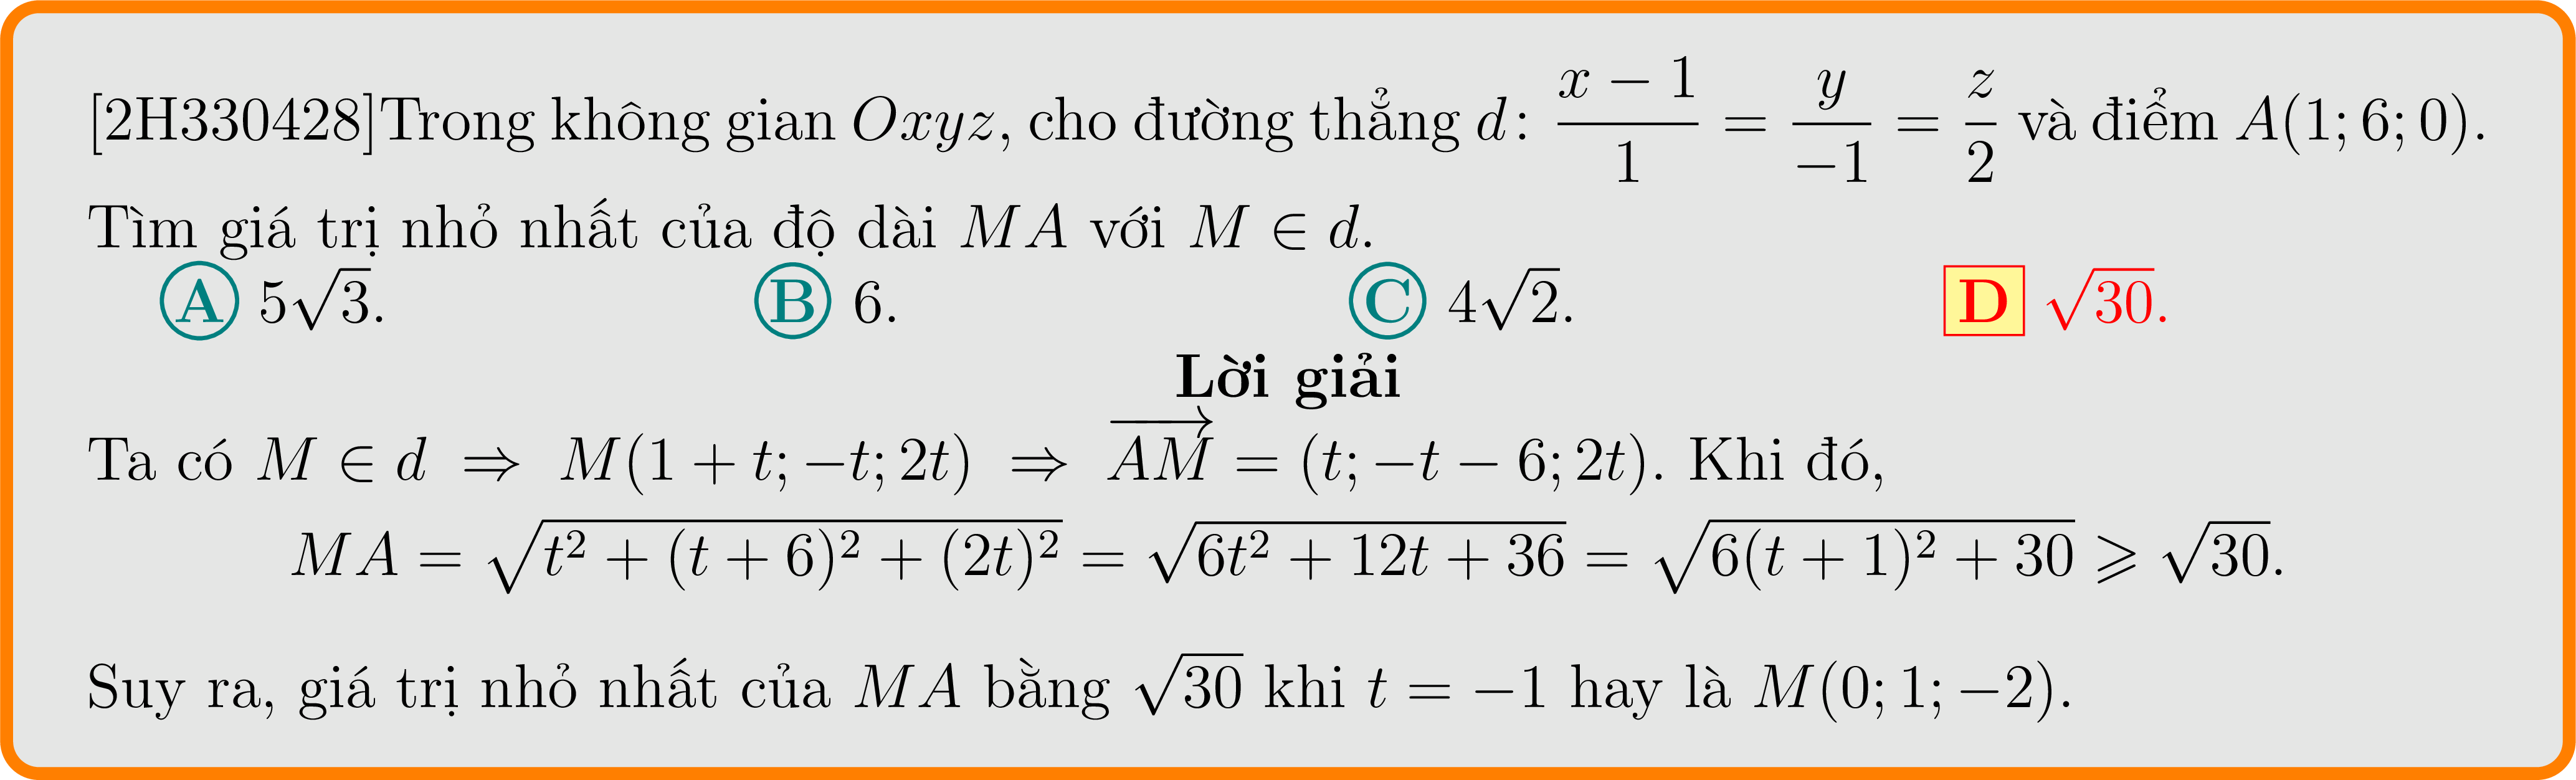 [2H330428]Trong không gian $Oxyz$, cho đường thẳng $d\colon \dfrac{x-1}{1} = \dfrac{y}{-1} = \dfrac{z}{2}$ và điểm $A(1;6;0)$.
Tìm giá trị nhỏ nhất của độ dài $MA$ với $M \in d$.
A $5\sqrt{3}$. B $6$. C $4\sqrt{2}$. D $\sqrt{30}$.
Lời giải
Ta có $M \in d \Rightarrow M(1+t;-t;2t) \Rightarrow \overrightarrow{AM} = (t;-t-6;2t)$. Khi đó,
$MA = \sqrt{t^2+(t+6)^2+(2t)^2} = \sqrt{6t^2+12t+36} = \sqrt{6(t+1)^2+30} \geqslant \sqrt{30}.$
Suy ra, giá trị nhỏ nhất của $MA$ bằng $\sqrt{30}$ khi $t = -1$ hay là $M(0;1;-2)$.